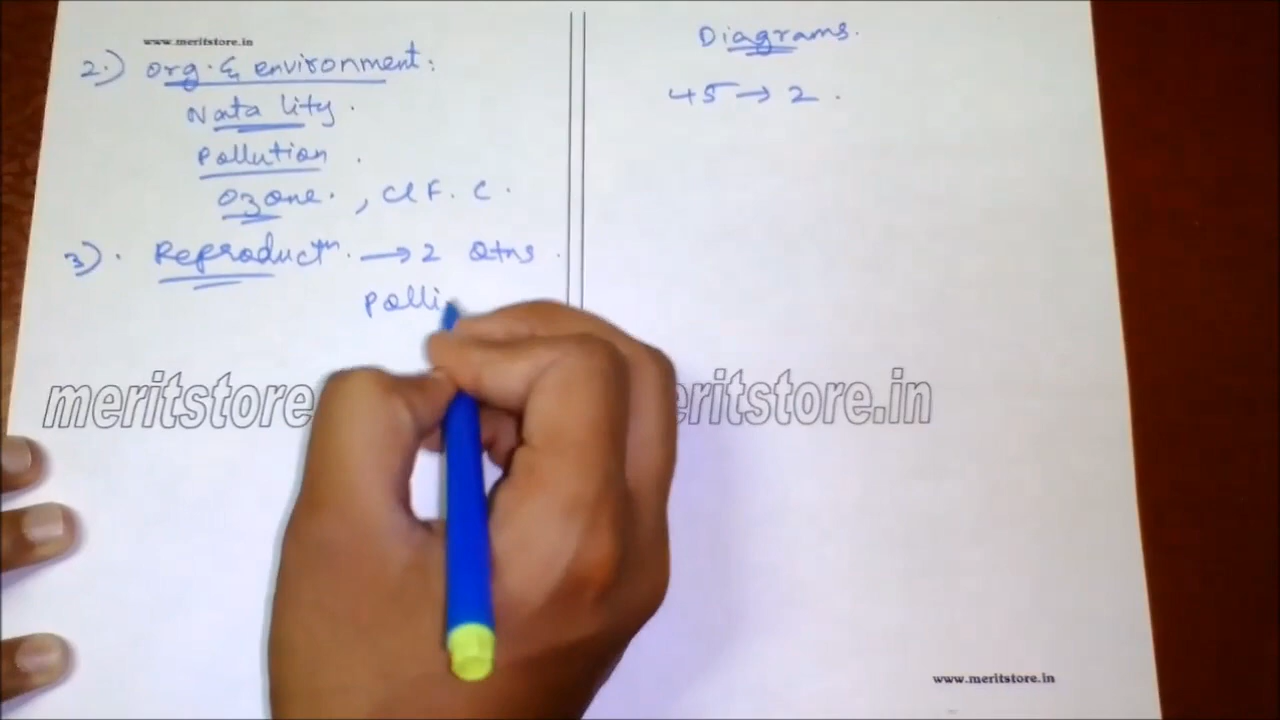 www.meritstore.in
2.) Org. & environment:
Natality.
Pollution.
Ozone., ClF.C.
3). Reproductn. → 2 Qtns.
Polli
meritstore
Diagrams.
45 → 2.
eritstore.in
www.meritstore.in